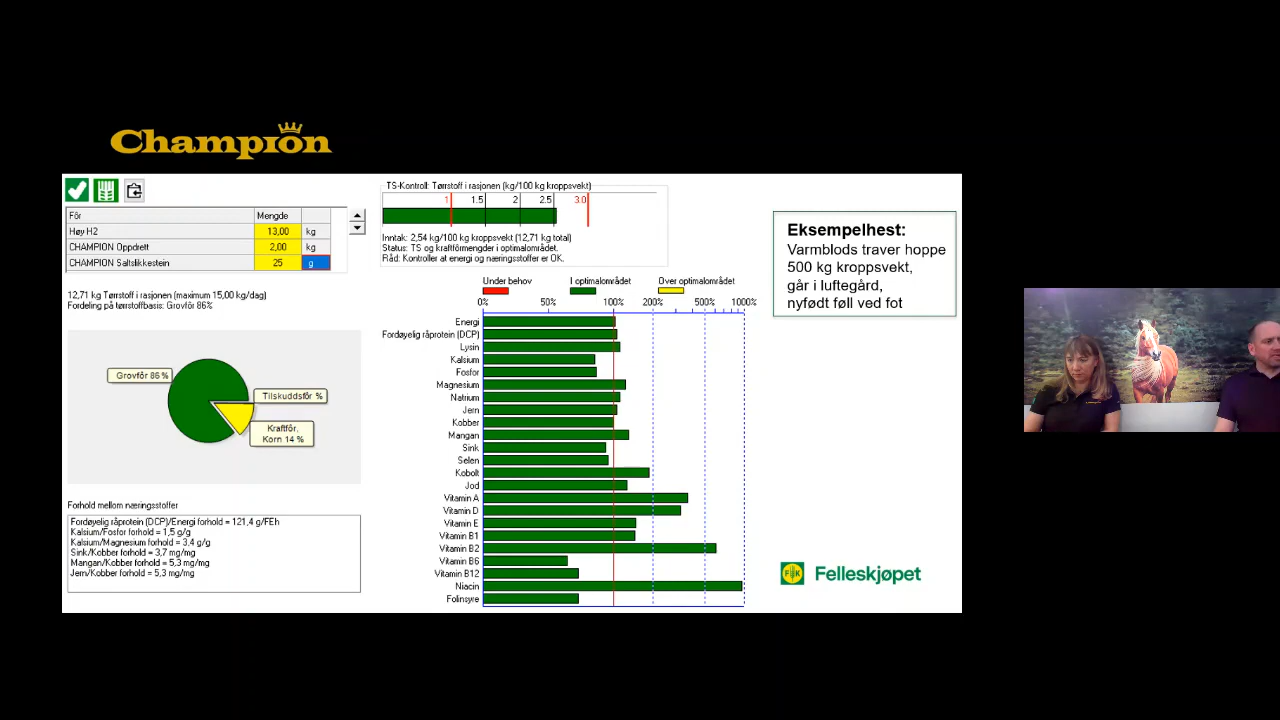 Champion
Fôr Mengde
Høy H2 13,00 kg
CHAMPION Oppdrett 2,00 kg
CHAMPION Saltslikkestein 25 g
12,71 kg Tørrstoff i rasjonen (maximum 15,00 kg/dag)
Fordeling på tørrstoffbasis: Grovfôr 86%
Grovfôr 86 %
Tilskuddsfôr %
Kraftfôr,
Korn 14 %
Forhold mellom næringsstoffer
Fordøyelig råprotein (DCP)/Energi forhold = 121,4 g/FEh
Kalsium/Fosfor forhold = 1,5 g/g
Kalsium/Magnesium forhold = 3,4 g/g
Sink/Kobber forhold = 3,7 mg/mg
Mangan/Kobber forhold = 5,3 mg/mg
Jern/Kobber forhold = 5,3 mg/mg
TS-Kontroll: Tørrstoff i rasjonen (kg/100 kg kroppsvekt)
1 1.5 2 2.5 3.0
Inntak: 2,54 kg/100 kg kroppsvekt (12,71 kg total)
Status: TS og kraftfôrmengder i optimalområdet.
Råd: Kontroller at energi og næringsstoffer er OK.
Under behov I optimalområdet Over optimalområdet
0% 50% 100% 200% 500% 1000%
Energi
Fordøyelig råprotein (DCP)
Lysin
Kalsium
Fosfor
Magnesium
Natrium
Jern
Kobber
Mangan
Sink
Selen
Kobolt
Jod
Vitamin A
Vitamin D
Vitamin E
Vitamin B1
Vitamin B2
Vitamin B6
Vitamin B12
Niacin
Folinsyre
Eksempelhest:
Varmblods traver hoppe
500 kg kroppsvekt,
går i luftegård,
nyfødt føll ved fot
FK Felleskjøpet